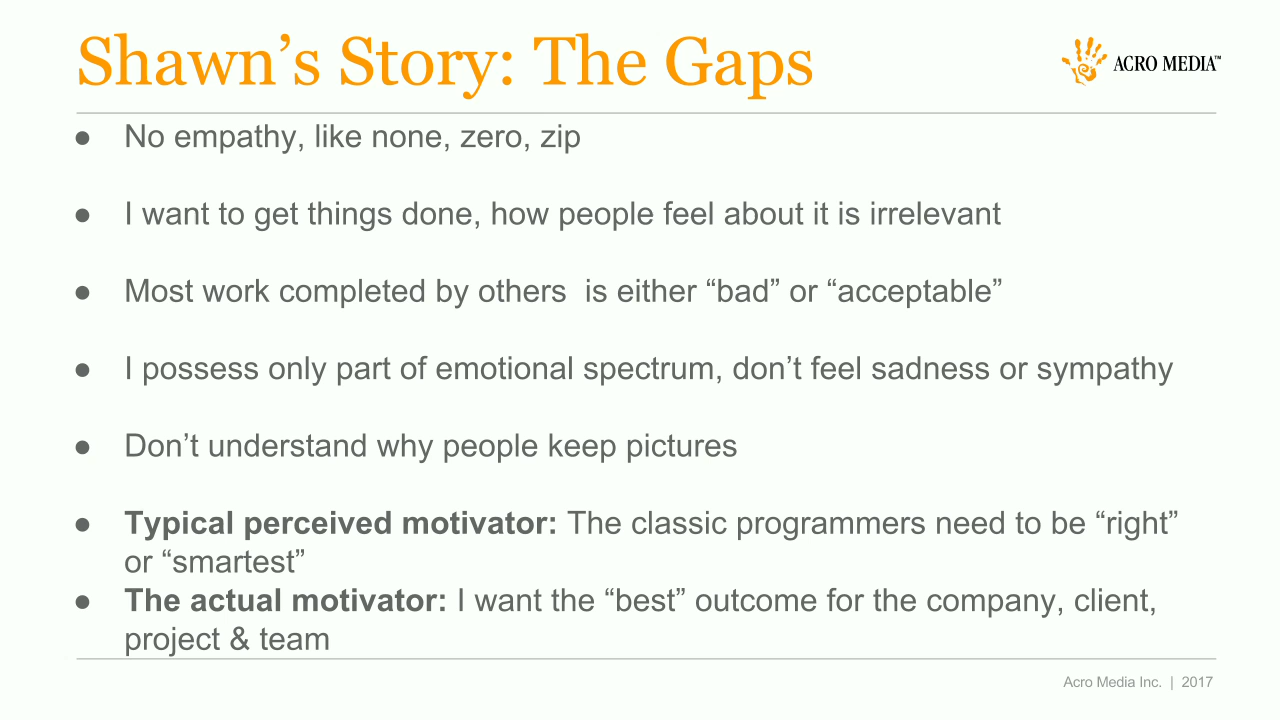 Shawn’s Story: The Gaps
ACRO MEDIA™
● No empathy, like none, zero, zip
● I want to get things done, how people feel about it is irrelevant
● Most work completed by others  is either “bad” or “acceptable”
● I possess only part of emotional spectrum, don’t feel sadness or sympathy
● Don’t understand why people keep pictures
● Typical perceived motivator: The classic programmers need to be “right”
or “smartest”
● The actual motivator: I want the “best” outcome for the company, client,
project & team
Acro Media Inc. | 2017